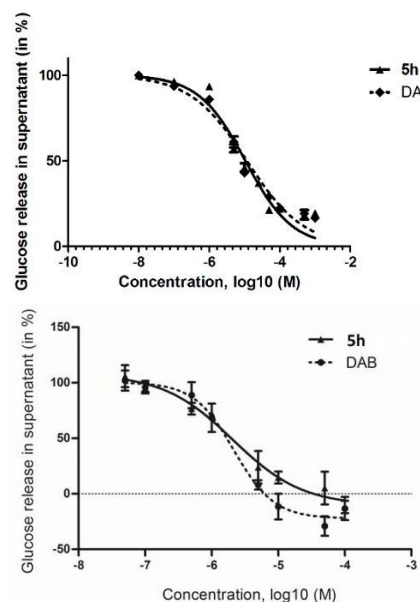 Glucose release in supernatant (in %)
100
50
0
-10
-8
-6
-4
-2
Concentration, log10 (M)
5h
DA
Glucose release in supernatant (in %)
150
100
50
0
-50
-8
-7
-6
-5
-4
-3
Concentration, log10 (M)
5h
DAB